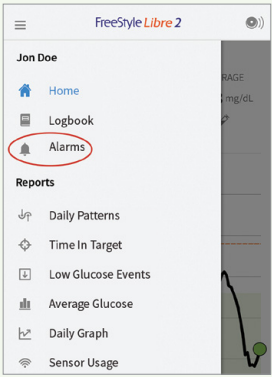 FreeStyle Libre 2
Jon Doe
Home
Logbook
Alarms
Reports
Daily Patterns
Time In Target
Low Glucose Events
Average Glucose
Daily Graph
Sensor Usage
mg/dL